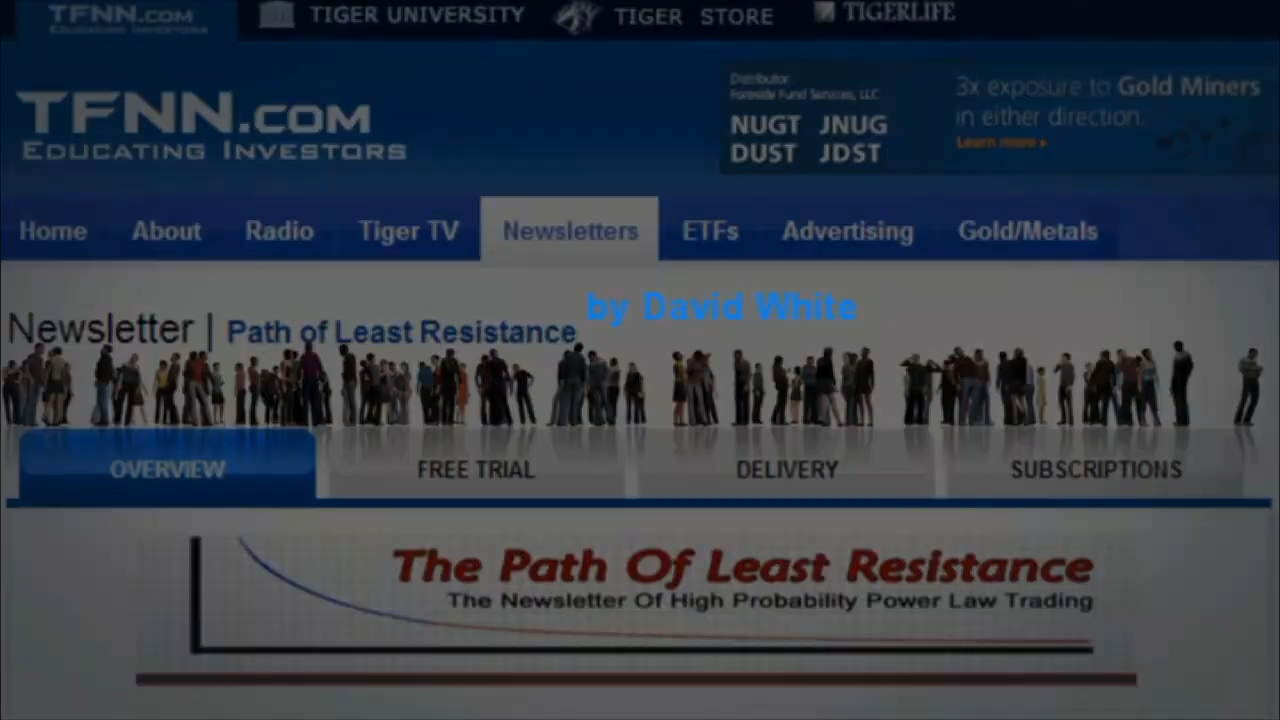 TFNN.COM
EDUCATING INVESTORS
TIGER UNIVERSITY
TIGER STORE
TIGERLIFE
TFNN.COM
EDUCATING INVESTORS
Distributor:
Foreside Fund Services, LLC
NUGT JNUG
DUST JDST
3x exposure to Gold Miners
in either direction.
Learn more ▸
Home About Radio Tiger TV Newsletters ETFs Advertising Gold/Metals
by David White
Newsletter | Path of Least Resistance
OVERVIEW FREE TRIAL DELIVERY SUBSCRIPTIONS
The Path Of Least Resistance
The Newsletter Of High Probability Power Law Trading